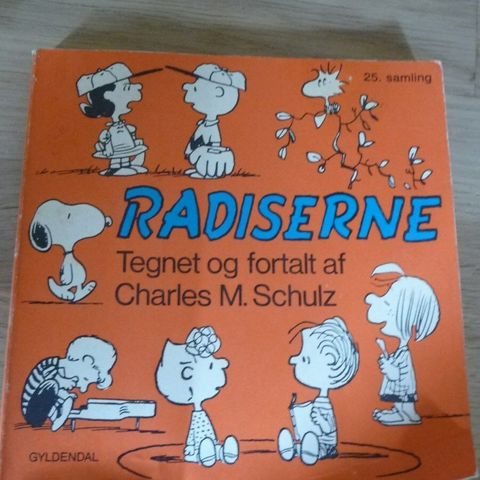 25. samling
RADISERNE
Tegnet og fortalt af
Charles M. Schulz
GYLDENDAL